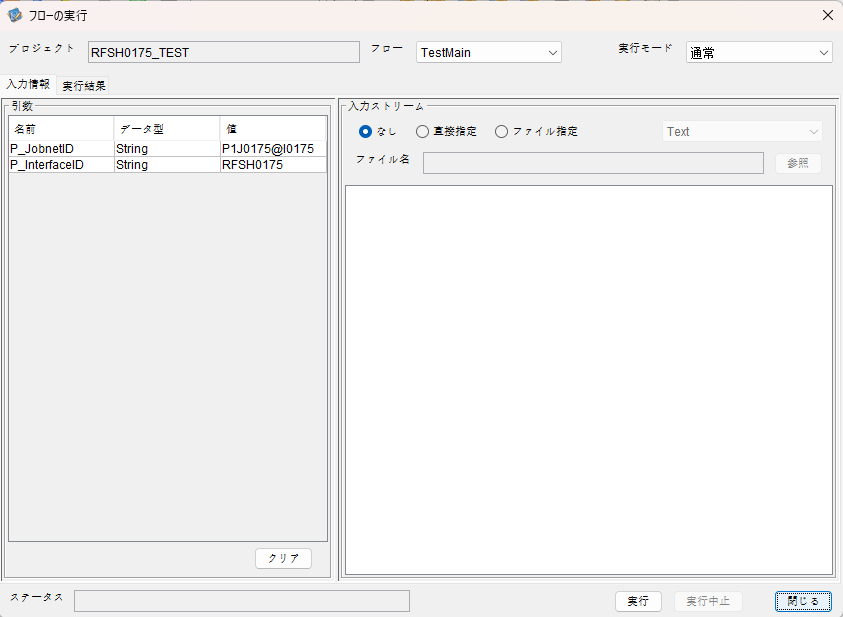 フローの実行
プロジェクト RFSH0175_TEST フロー TestMain 実行モード 通常
入力情報 実行結果
引数
名前 データ型 値
P_JobnetID String P1J0175@I0175
P_InterfaceID String RFSH0175
クリア
入力ストリーム
なし 直接指定 ファイル指定 Text
ファイル名 参照
ステータス 実行 実行中止 閉じる